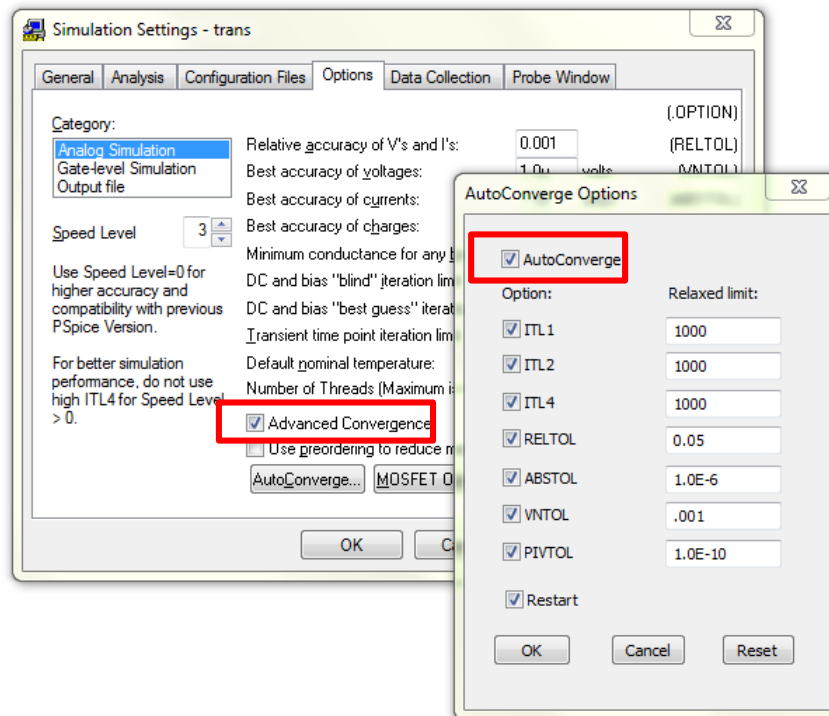 Simulation Settings - trans
General Analysis Configuration Files Options Data Collection Probe Window
(.OPTION)
Category:
Analog Simulation
Gate-level Simulation
Output file
Speed Level 3
Use Speed Level=0 for
higher accuracy and
compatibility with previous
PSpice Version.
For better simulation
perfomance, do not use
high ITL4 for Speed Level
> 0.
Relative accuracy of V's and I's: 0.001 (RELTOL)
Best accuracy of voltages: 1.0u volts (VNTOL)
Best accuracy of currents:
Best accuracy of charges:
Minimum conductance for any
DC and bias "blind" iteration
DC and bias "best guess"
Transient time point iteration
Default nominal temperature:
Number of Threads (Maximum
Advanced Convergence
Use preordering to reduce
AutoConverge... MOSFET
OK
AutoConverge Options
AutoConverge
Option: Relaxed limit:
ITL1 1000
ITL2 1000
ITL4 1000
RELTOL 0.05
ABSTOL 1.0E-6
VNTOL .001
PIVTOL 1.0E-10
Restart
OK Cancel Reset